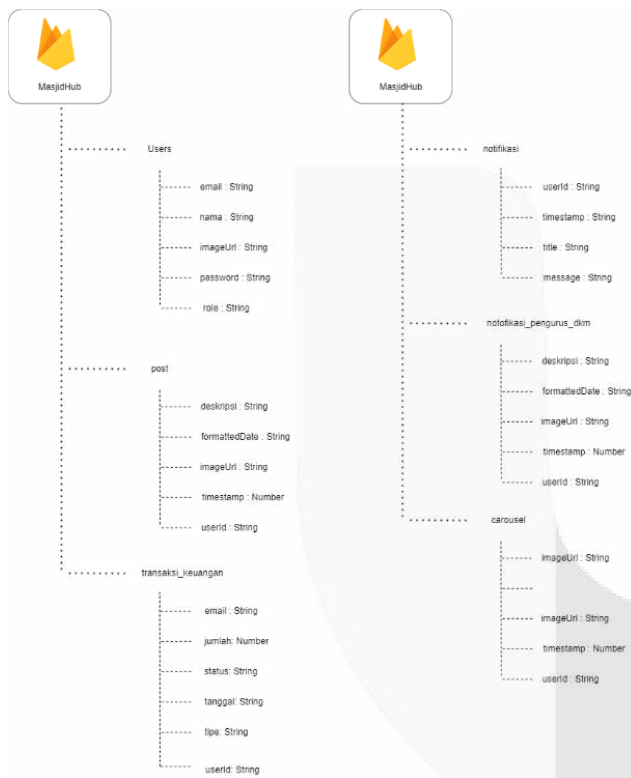 MasjidHub
Users
email : String
nama : String
imageUrl : String
password : String
role : String
post
deskripsi : String
formattedDate : String
imageUrl : String
timestamp : Number
userId : String
transaksi_keuangan
email : String
jumlah: Number
status: String
tanggal: String
tipe: String
userId: String
MasjidHub
notifikasi
userId : String
timestamp : String
title : String
message : String
notofikasi_pengurus_dkm
deskripsi : String
formattedDate : String
imageUrl : String
timestamp : Number
userId : String
carousel
imageUrl : String
imageUrl : String
timestamp : Number
userId : String